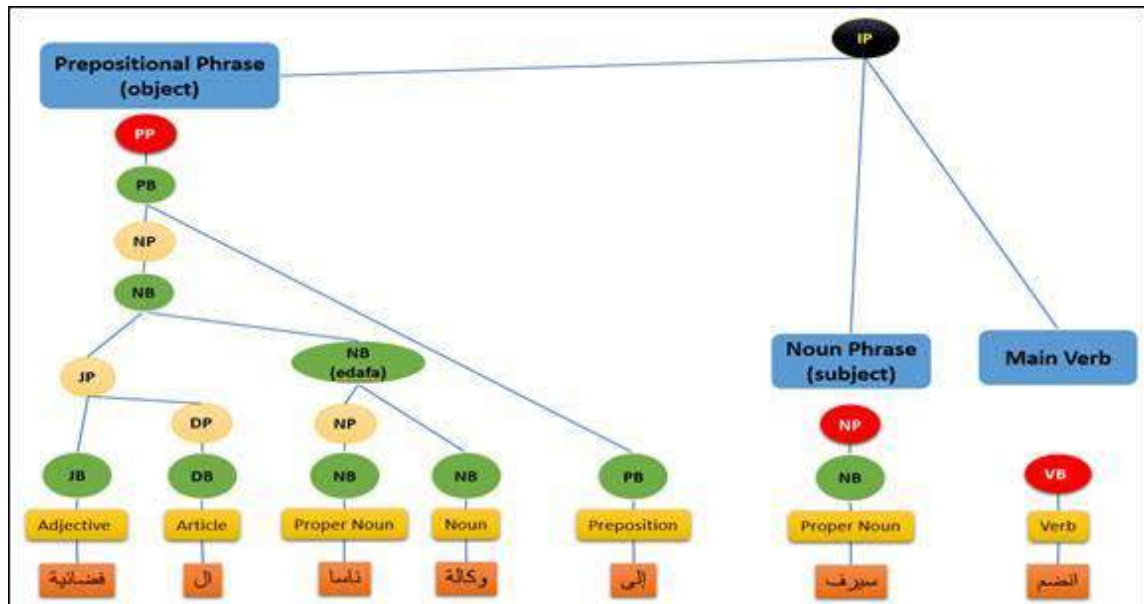 IP
Prepositional Phrase
(object)
PP
PB
NP
NB
NB
(edafa)
Noun Phrase
(subject)
Main Verb
JP
DP
NP
NP
JB
DB
NB
NB
PB
NB
VB
Adjective
Article
Proper Noun
Noun
Preposition
Proper Noun
Verb
فضائية
ال
ناسا
وكالة
إلى
سيرف
انضم